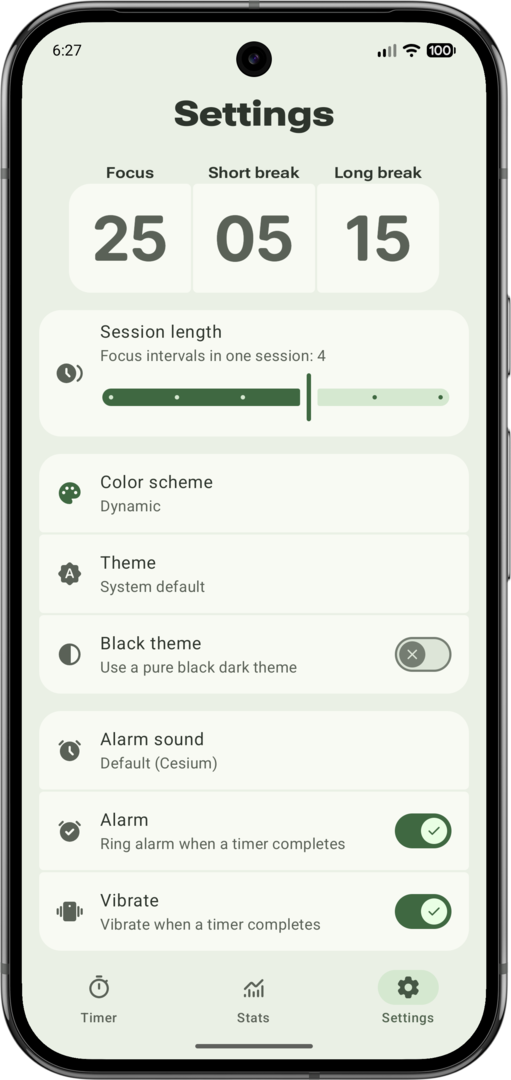 6:27
100
Settings
Focus
Short break
Long break
25
05
15
Session length
Focus intervals in one session: 4
Color scheme
Dynamic
A
Theme
System default
Black theme
Use a pure black dark theme
Alarm sound
Default (Cesium)
Alarm
Ring alarm when a timer completes
Vibrate
Vibrate when a timer completes
Timer
Stats
Settings